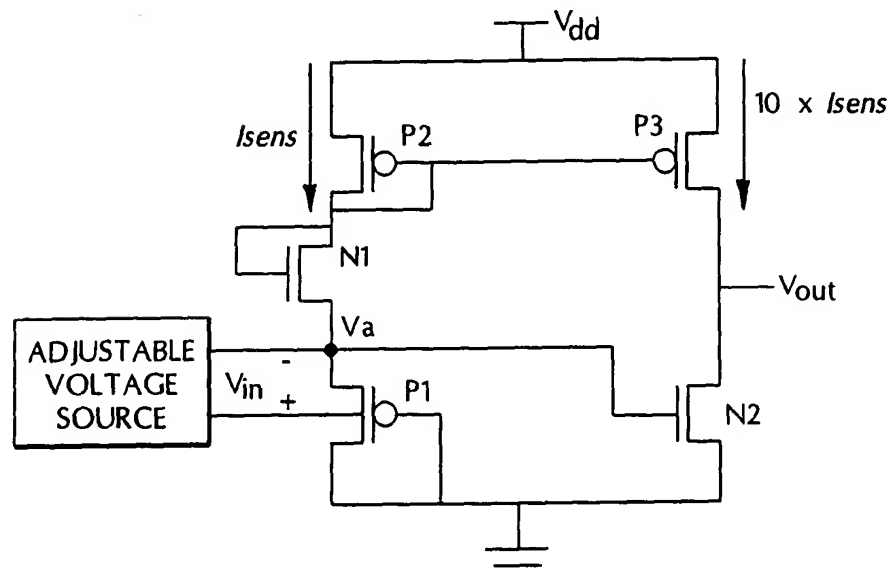 Vdd
Isens
P2
P3
10 x Isens
N1
Vout
Va
ADJUSTABLE
VOLTAGE
SOURCE
-
Vin
+
P1
N2